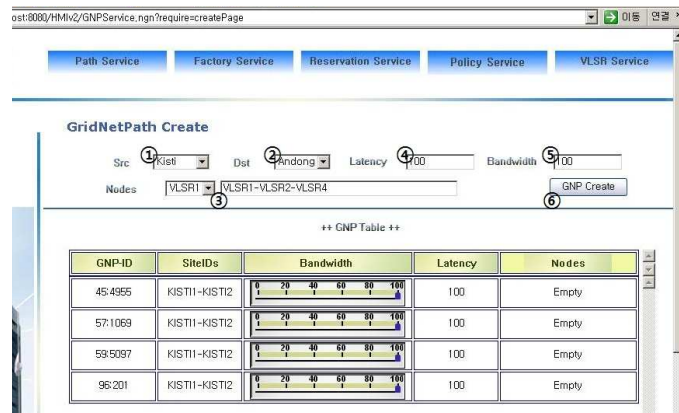 ost:8080/HMIv2/GNPService,ngn?require=createPage 이동 연결
Path Service Factory Service Reservation Service Policy Service VLSR Service
GridNetPath Create
Src ① Kisti Dst ② Andong Latency ④ 100 Bandwidth ⑤ 100
Nodes VLSR1 ③ VLSR1-VLSR2-VLSR4 GNP Create ⑥
++ GNP Table ++
GNP-ID SiteIDs Bandwidth Latency Nodes
45:4955 KISTI1-KISTI2 0 20 40 60 80 100 100 Empty
57:1069 KISTI1-KISTI2 0 20 40 60 80 100 100 Empty
59:5097 KISTI1-KISTI2 0 20 40 60 80 100 100 Empty
96:201 KISTI1-KISTI2 0 20 40 60 80 100 100 Empty